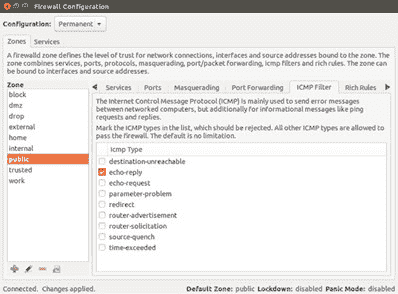 Firewall Configuration
Configuration: Permanent
Zones Services
A firewalld zone defines the level of trust for network connections, interfaces and source addresses bound to the zone. The
zone combines services, ports, protocols, masquerading, port/packet forwarding, icmp filters and rich rules. The zone can
be bound to interfaces and source addresses.
Zone
block
dmz
drop
external
home
internal
public
trusted
work
Services Ports Masquerading Port Forwarding ICMP Filter Rich Rules
The Internet Control Message Protocol (ICMP) is mainly used to send error messages
between networked computers, but additionally for informational messages like ping
requests and replies.
Mark the ICMP types in the list, which should be rejected. All other ICMP types are allowed to
pass the firewall. The default is no limitation.
Icmp Type
destination-unreachable
echo-reply
echo-request
parameter-problem
redirect
router-advertisement
router-solicitation
source-quench
time-exceeded
Connected. Changes applied.
Default Zone: public Lockdown: disabled Panic Mode: disabled